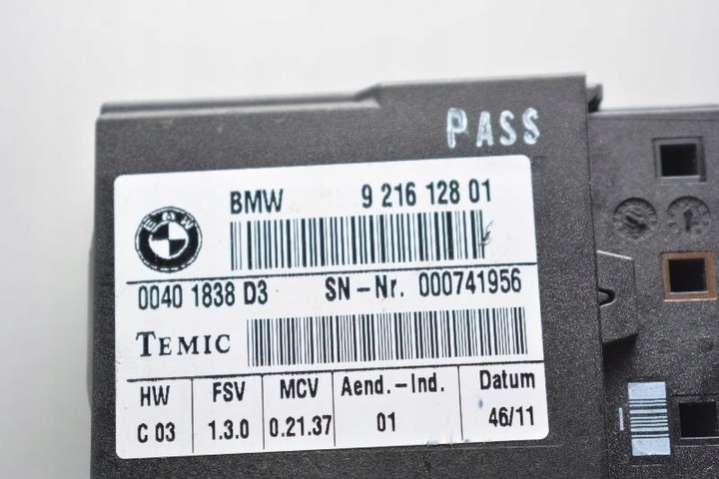 PASS
BMW 9 216 128 01
BMW
0040 1838 D3 SN-Nr. 000741956
TEMIC
HW FSV MCV Aend.-Ind. Datum
C 03 1.3.0 0.21.37 01 46/11